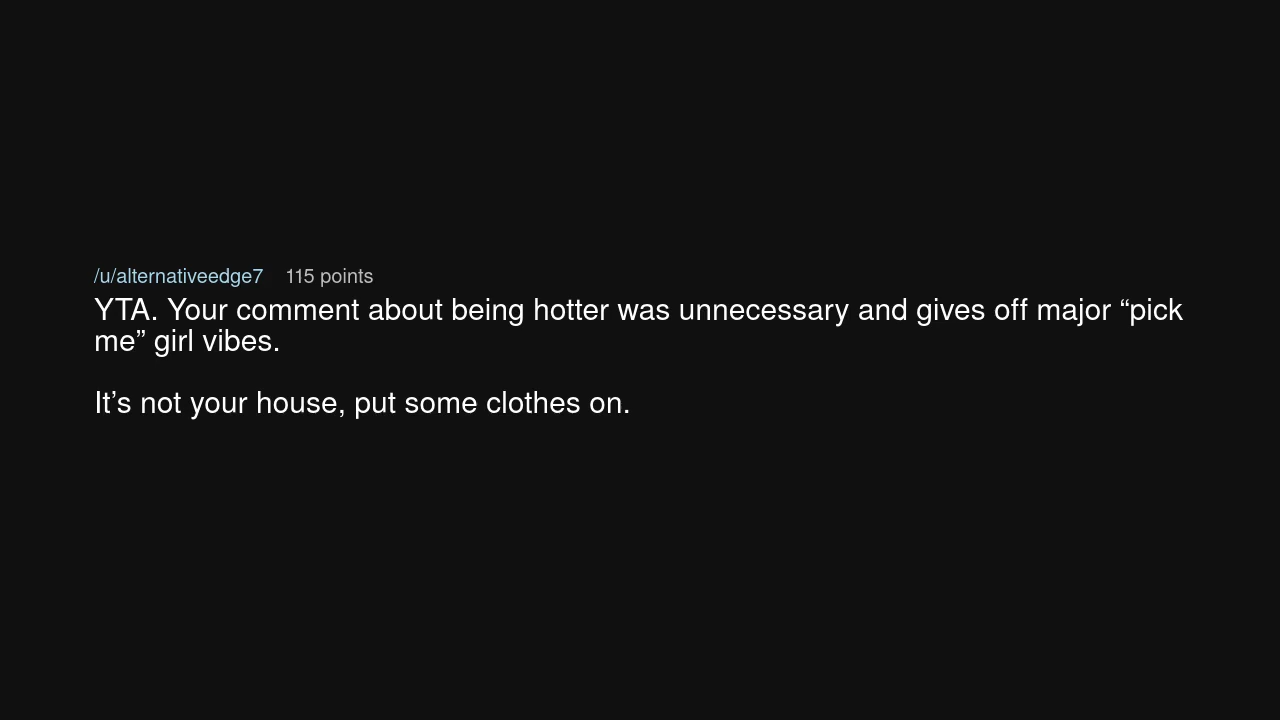 /u/alternativeedge7 115 points
YTA. Your comment about being hotter was unnecessary and gives off major “pick
me” girl vibes.
It’s not your house, put some clothes on.